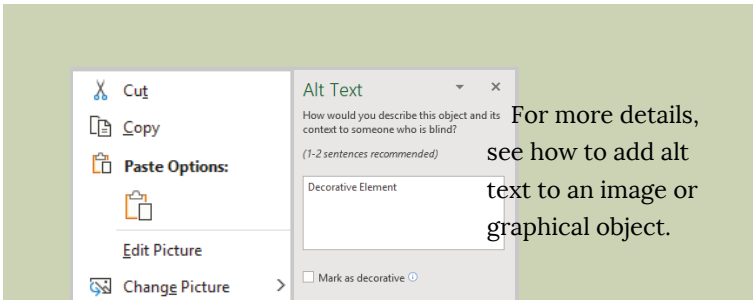 Cut
Copy
Paste Options:
Edit Picture
Change Picture
Alt Text
How would you describe this object and its
context to someone who is blind?
(1-2 sentences recommended)
Decorative Element
Mark as decorative
For more details,
see how to add alt
text to an image or
graphical object.